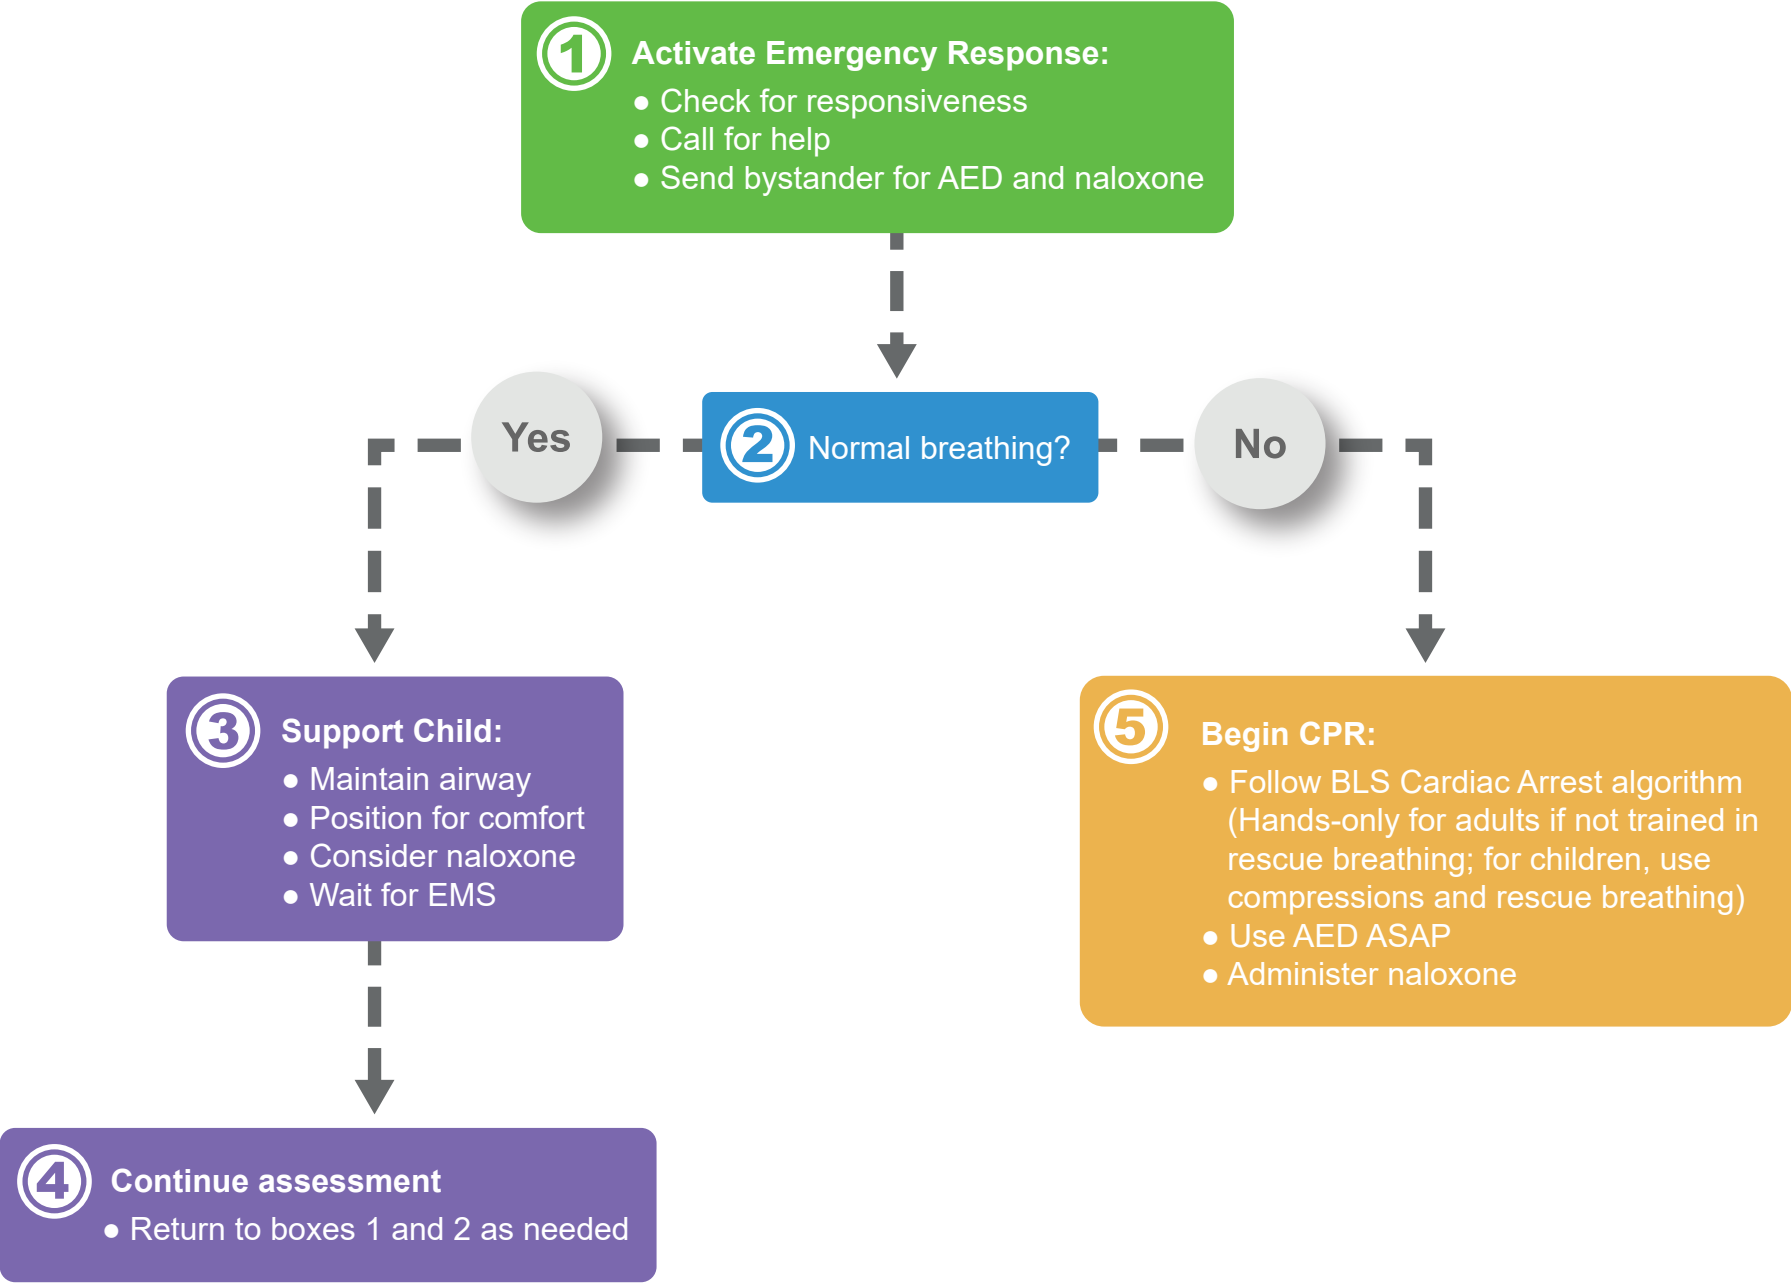 1 Activate Emergency Response:
● Check for responsiveness
● Call for help
● Send bystander for AED and naloxone
Yes
2 Normal breathing?
No
3 Support Child:
● Maintain airway
● Position for comfort
● Consider naloxone
● Wait for EMS
5 Begin CPR:
● Follow BLS Cardiac Arrest algorithm
(Hands-only for adults if not trained in
rescue breathing; for children, use
compressions and rescue breathing)
● Use AED ASAP
● Administer naloxone
4 Continue assessment
● Return to boxes 1 and 2 as needed